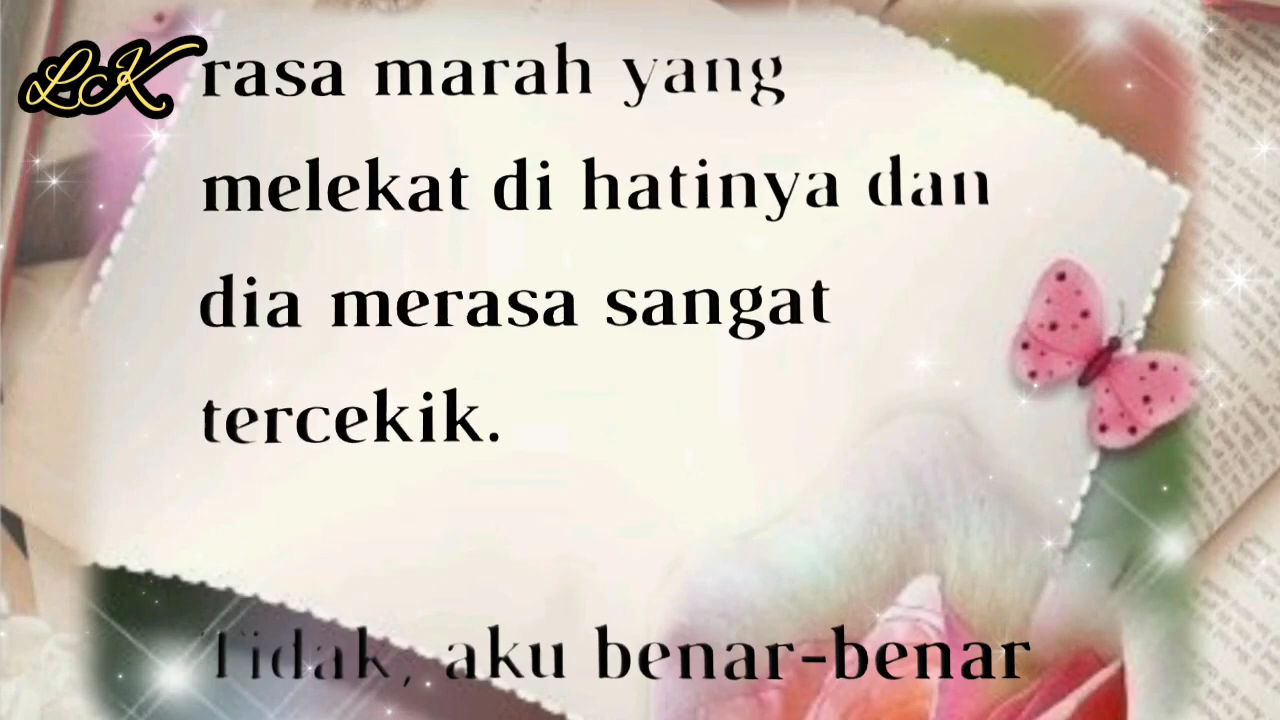 LK
rasa marah yang
melekat di hatinya dan
dia merasa sangat
tercekik.
Tidak, aku benar-benar